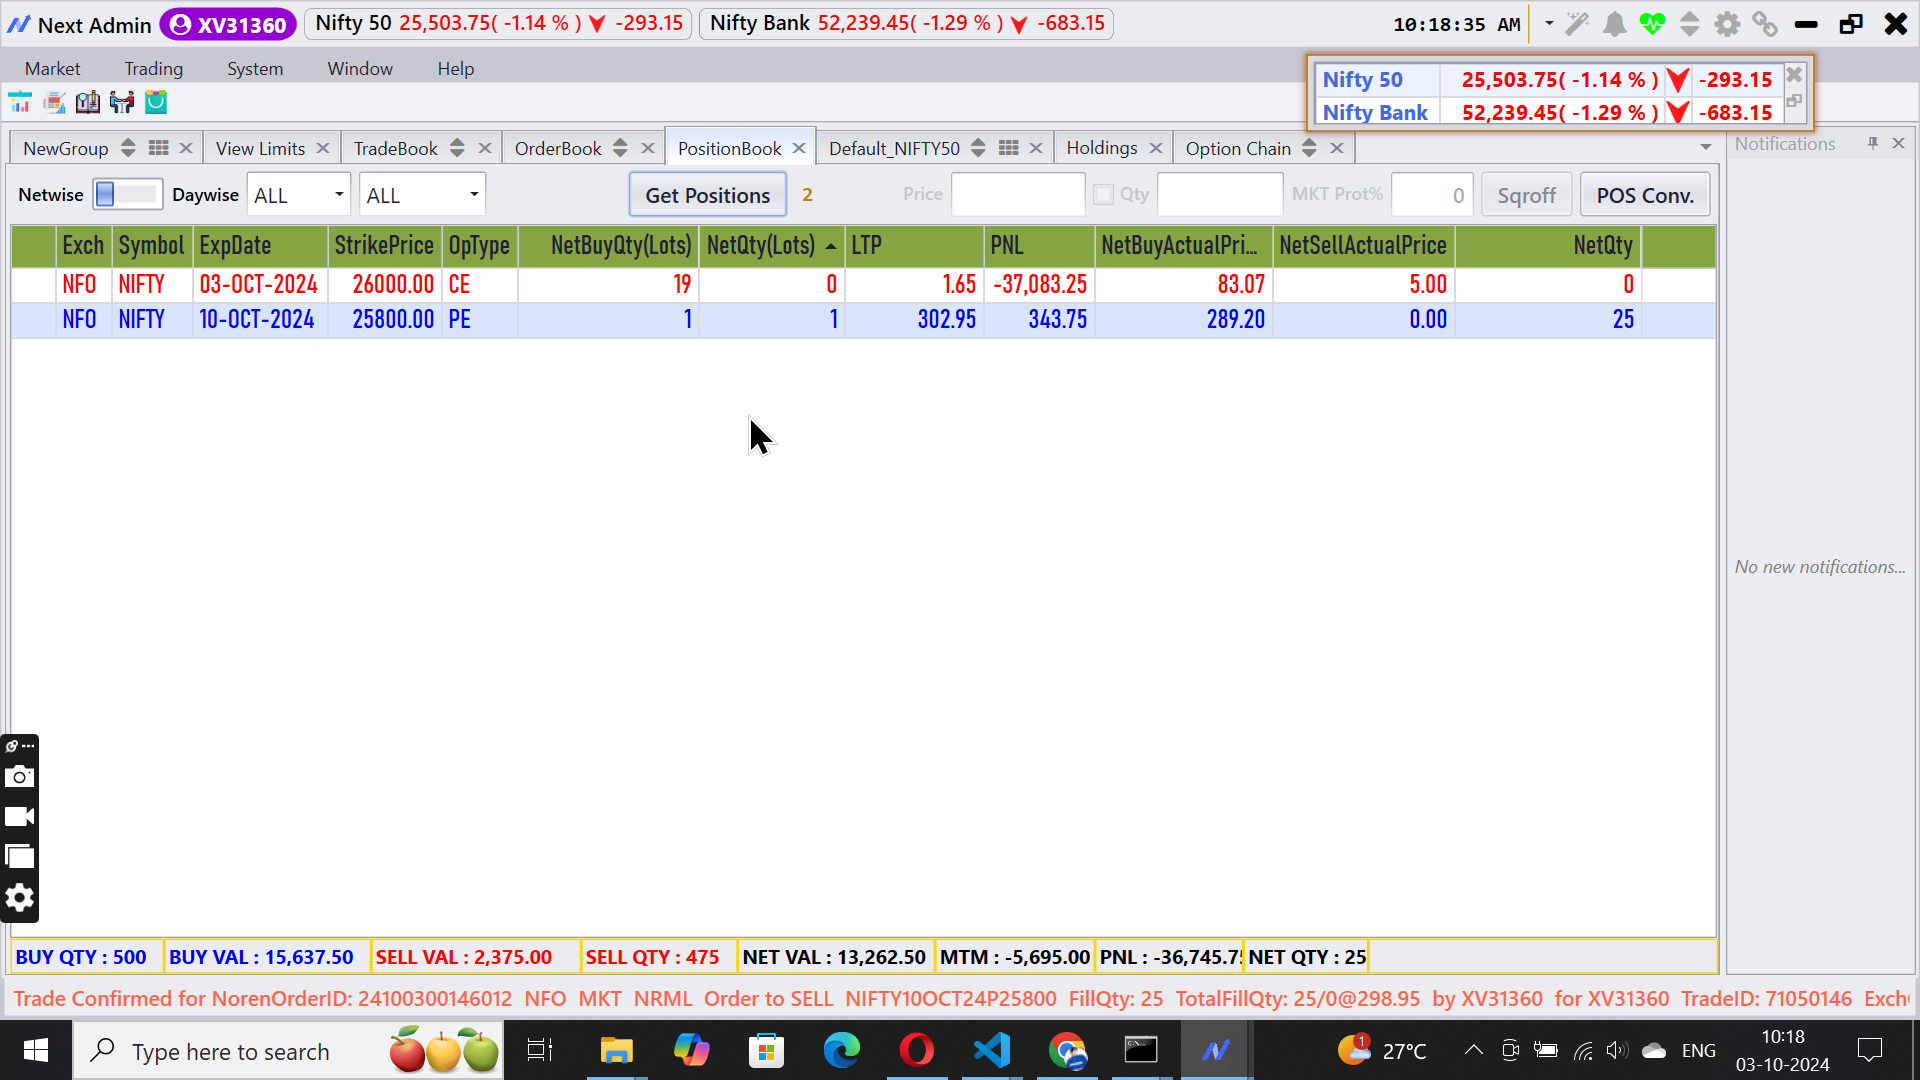 Next Admin XV31360 Nifty 50 25,503.75( -1.14 % ) -293.15 Nifty Bank 52,239.45( -1.29 % ) -683.15 10:18:35 AM
Market Trading System Window Help
Nifty 50 25,503.75( -1.14 % ) -293.15
Nifty Bank 52,239.45( -1.29 % ) -683.15
NewGroup View Limits TradeBook OrderBook PositionBook Default_NIFTY50 Holdings Option Chain
Notifications
Netwise Daywise ALL ALL Get Positions 2 Price Qty MKT Prot% 0 Sqroff POS Conv.
Exch Symbol ExpDate StrikePrice OpType NetBuyQty(Lots) NetQty(Lots) LTP PNL NetBuyActualPri... NetSellActualPrice NetQty
NFO NIFTY 03-OCT-2024 26000.00 CE 19 0 1.65 -37,083.25 83.07 5.00 0
NFO NIFTY 10-OCT-2024 25800.00 PE 1 1 302.95 343.75 289.20 0.00 25
No new notifications...
BUY QTY : 500 BUY VAL : 15,637.50 SELL VAL : 2,375.00 SELL QTY : 475 NET VAL : 13,262.50 MTM : -5,695.00 PNL : -36,745.75 NET QTY : 25
Trade Confirmed for NorenOrderID: 24100300146012 NFO MKT NRML Order to SELL NIFTY10OCT24P25800 FillQty: 25 TotalFillQty: 25/0@298.95 by XV31360 for XV31360 TradeID: 71050146 Exch
Type here to search 1 27°C ENG 10:18
03-10-2024